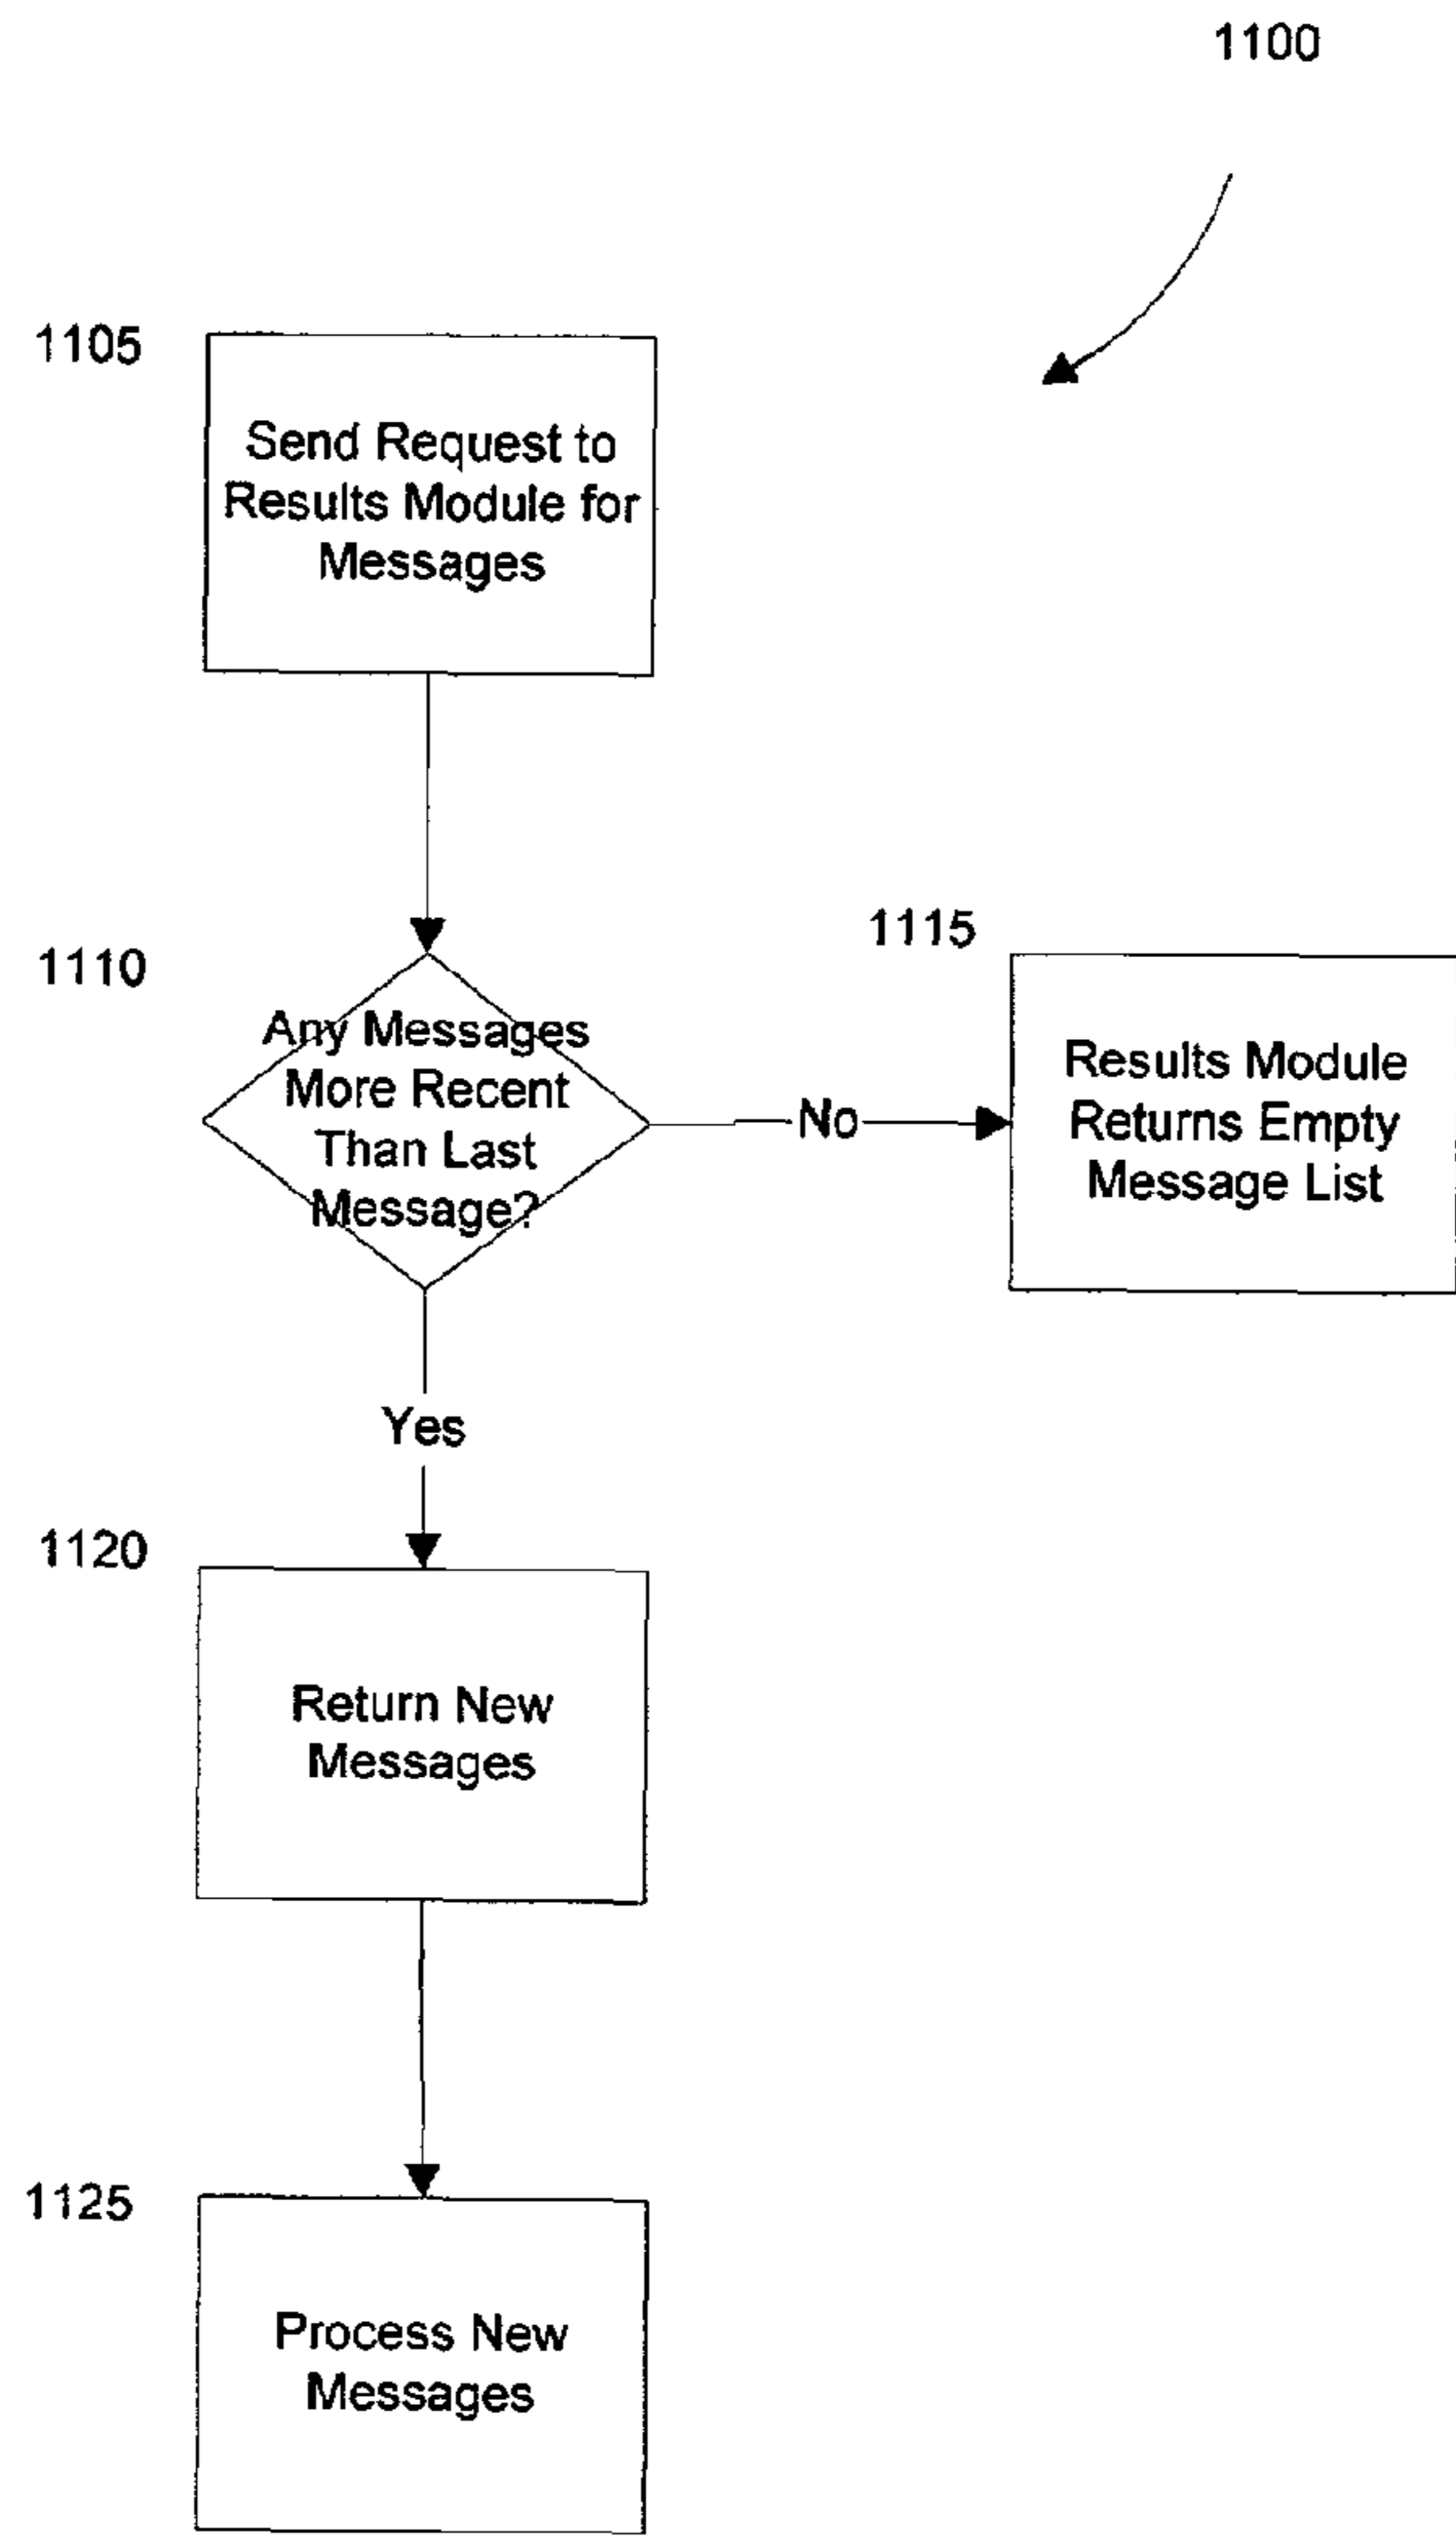 1100
1105
Send Request to
Results Module for
Messages
1110
Any Messages
More Recent
Than Last
Message?
No
1115
Results Module
Returns Empty
Message List
Yes
1120
Return New
Messages
1125
Process New
Messages